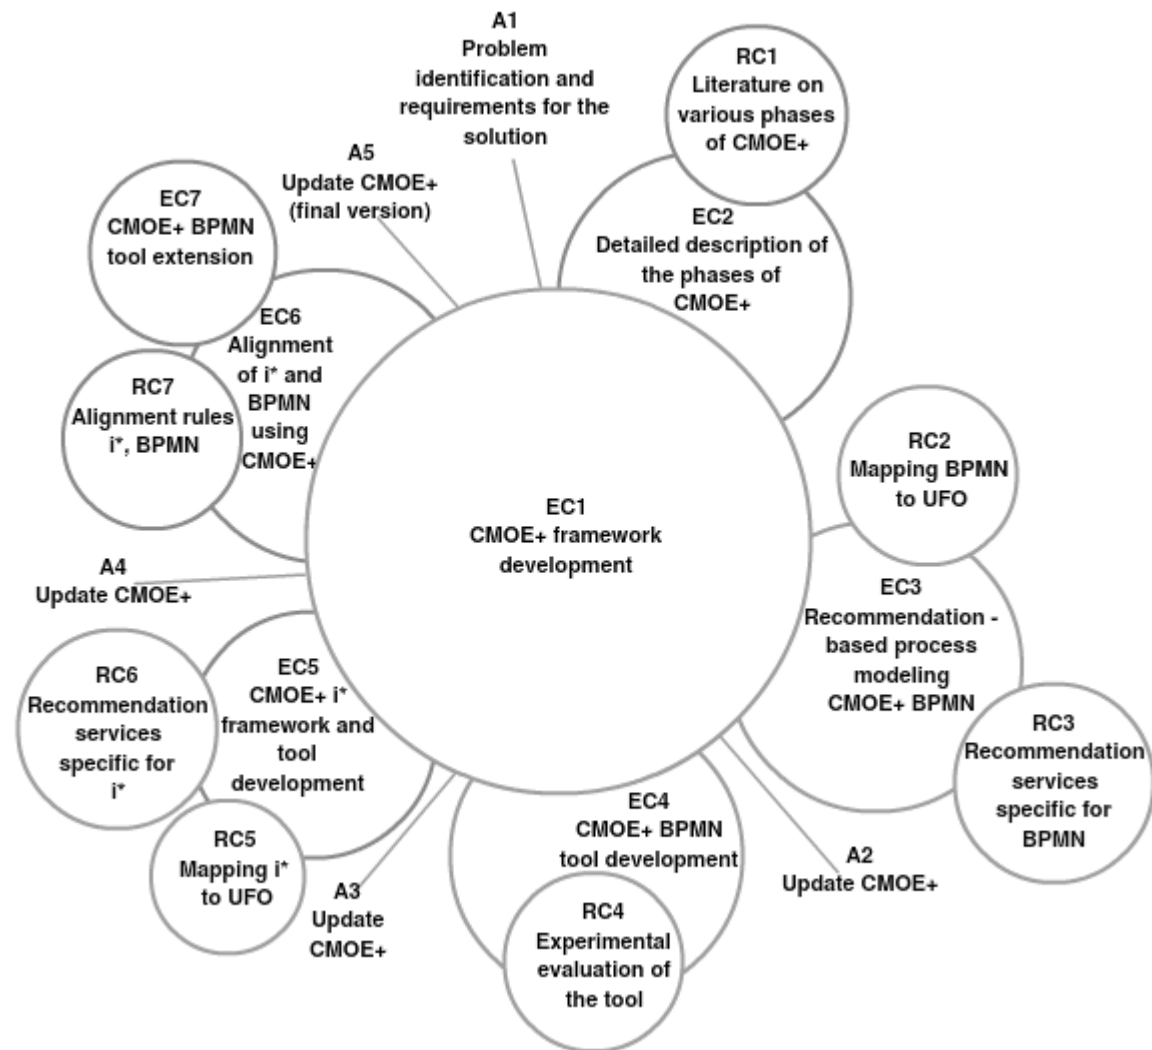 A1
Problem
identification and
requirements for the
solution
RC1
Literature on
various phases
of CMOE+
A5
Update CMOE+
(final version)
EC7
CMOE+ BPMN
tool extension
EC2
Detailed description of
the phases of
CMOE+
EC6
Alignment
of i* and
BPMN
using
CMOE+
RC7
Alignment rules
i*, BPMN
RC2
Mapping BPMN
to UFO
EC1
CMOE+ framework
development
A4
Update CMOE+
EC3
Recommendation -
based process
modeling
CMOE+ BPMN
RC6
Recommendation
services
specific for
i*
EC5
CMOE+ i*
framework and
tool
development
RC3
Recommendation
services
specific for
BPMN
EC4
CMOE+ BPMN
tool development
RC5
Mapping i*
to UFO
A3
Update
CMOE+
A2
Update CMOE+
RC4
Experimental
evaluation of
the tool